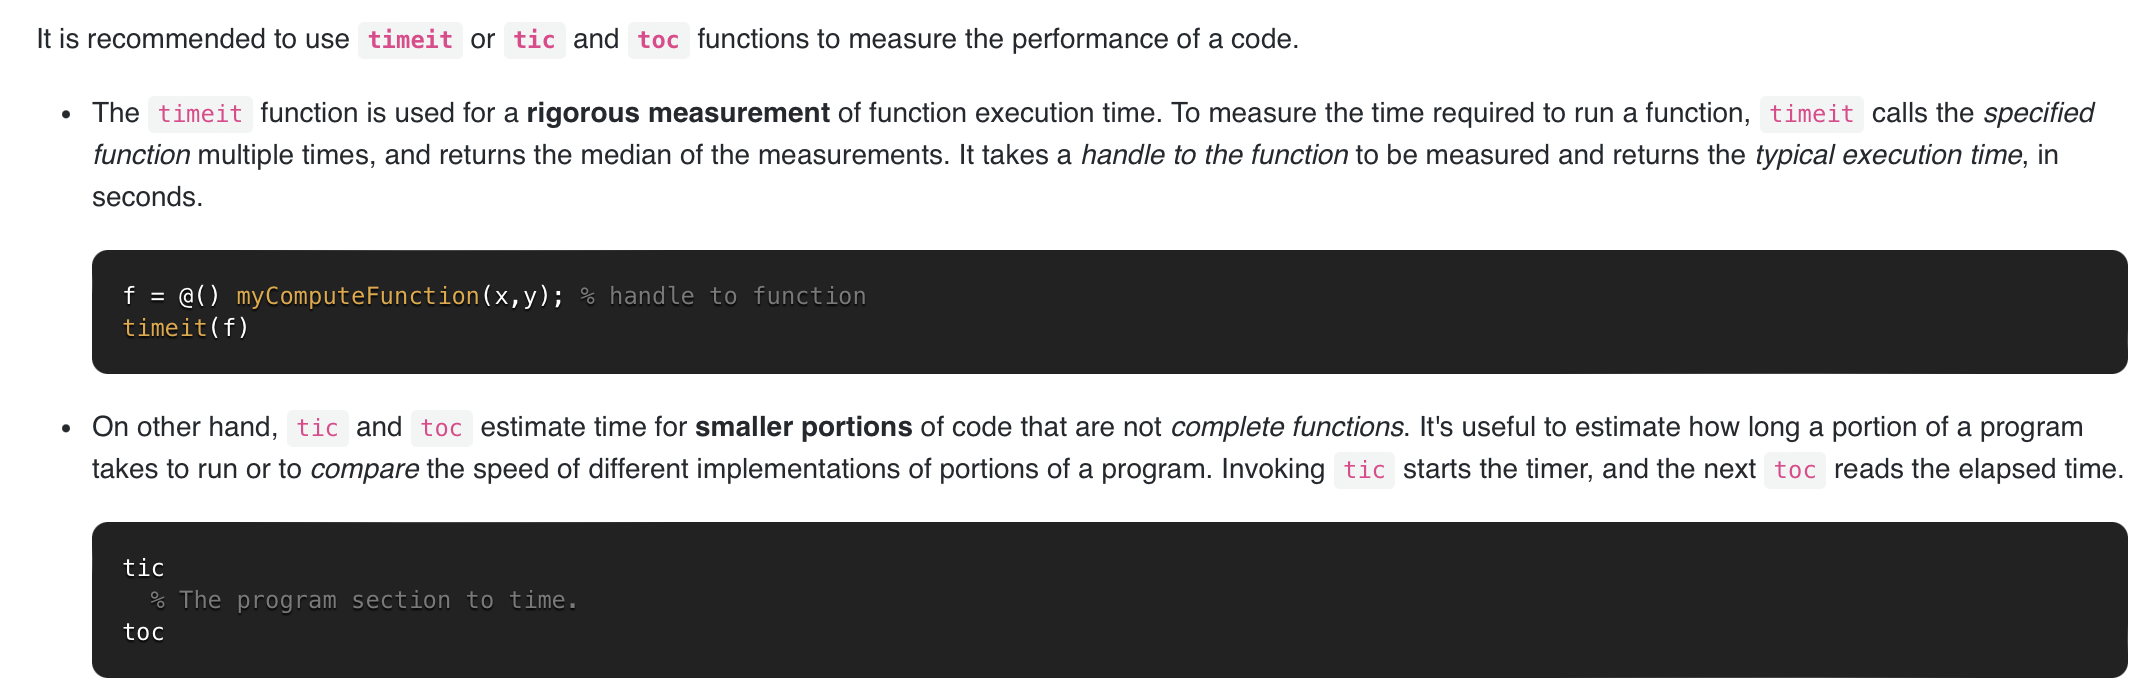 It is recommended to use timeit or tic and toc functions to measure the performance of a code.
• The timeit function is used for a rigorous measurement of function execution time. To measure the time required to run a function, timeit calls the specified
function multiple times, and returns the median of the measurements. It takes a handle to the function to be measured and returns the typical execution time, in
seconds.
f = @() myComputeFunction(x,y); % handle to function
timeit(f)
• On other hand, tic and toc estimate time for smaller portions of code that are not complete functions. It's useful to estimate how long a portion of a program
takes to run or to compare the speed of different implementations of portions of a program. Invoking tic starts the timer, and the next toc reads the elapsed time.
tic
  % The program section to time.
toc